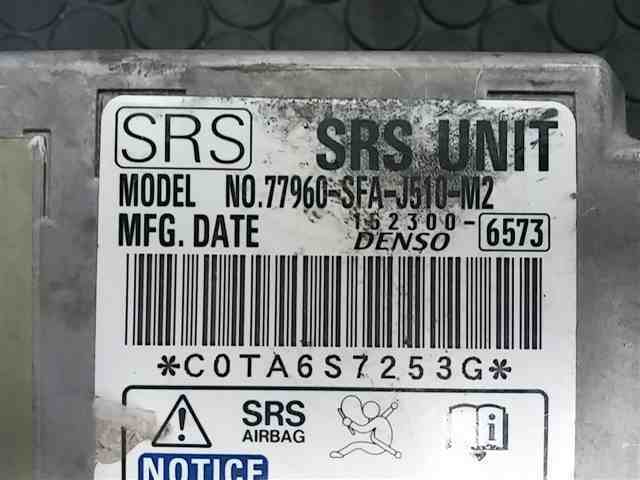 SRS SRS UNIT
MODEL NO.77960-SFA-J510-M2
152300-
MFG. DATE DENSO 6573
*C0TA6S7253G*
SRS
AIRBAG
NOTICE